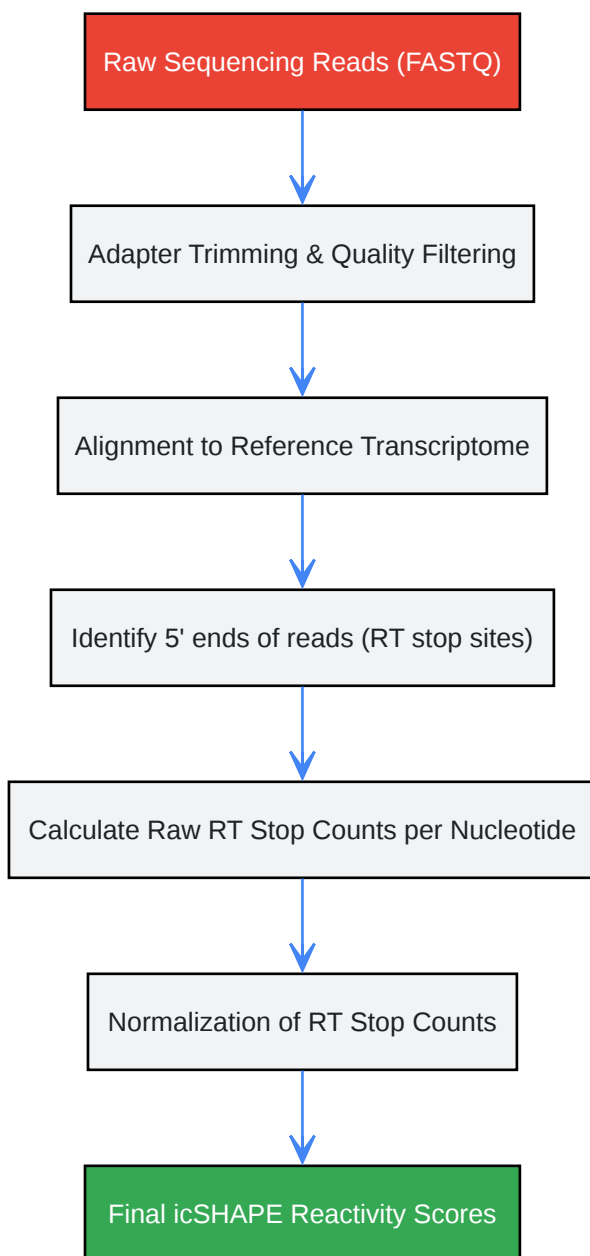 Raw Sequencing Reads (FASTQ)
Adapter Trimming & Quality Filtering
Alignment to Reference Transcriptome
Identify 5' ends of reads (RT stop sites)
Calculate Raw RT Stop Counts per Nucleotide
Normalization of RT Stop Counts
Final icSHAPE Reactivity Scores